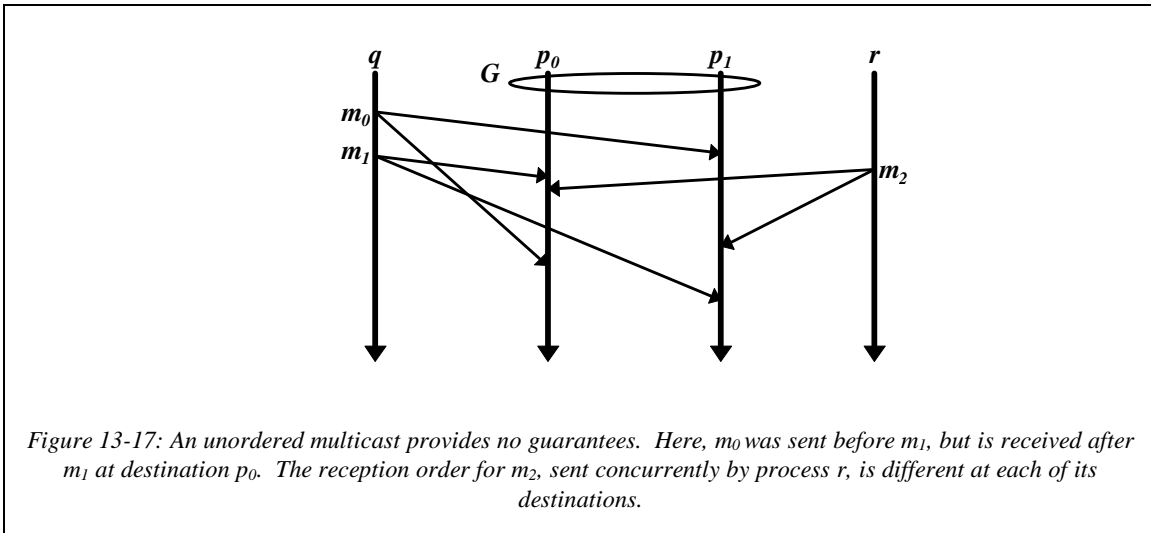 q p₀ p₁ r
G
m₀
m₁
m₂
Figure 13-17: An unordered multicast provides no guarantees. Here, m₀ was sent before m₁, but is received after
m₁ at destination p₀. The reception order for m₂, sent concurrently by process r, is different at each of its
destinations.